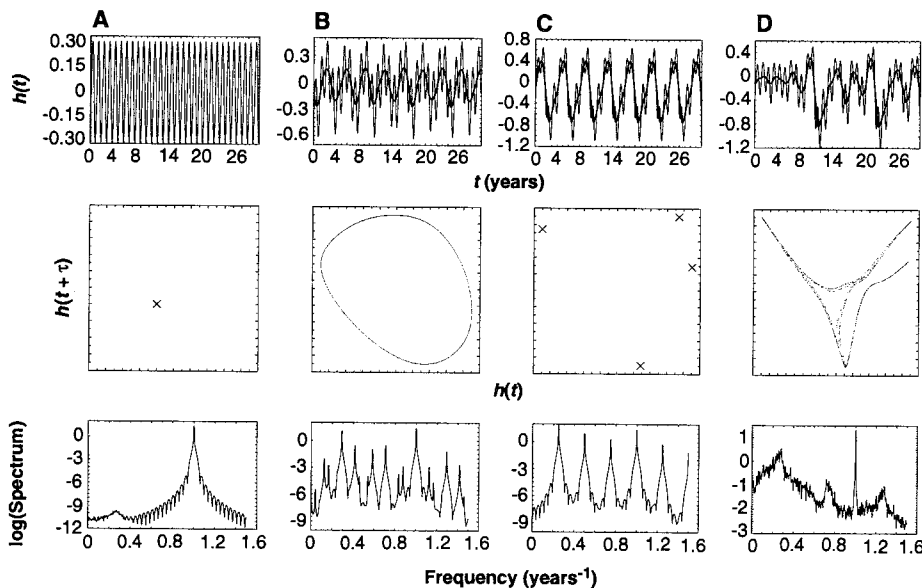 A B C D
h(t)
0.30
0.15
0
-0.15
-0.30
0 4 8 14 20 26
0.3
0
-0.3
-0.6
0 4 8 14 20 26
0.8
0.4
0
-0.4
-0.8
-1.2
0 4 8 14 20 26
0.4
0
-0.4
-0.8
-1.2
0 4 8 14 20 26
t (years)
h(t + τ)
h(t)
log(Spectrum)
0
-3
-6
-9
-12
0 0.4 0.8 1.2 1.6
0
-3
-6
-9
0 0.4 0.8 1.2 1.6
0
-3
-6
-9
0 0.4 0.8 1.2 1.6
1
0
-1
-2
-3
0 0.4 0.8 1.2 1.6
Frequency (years-1)